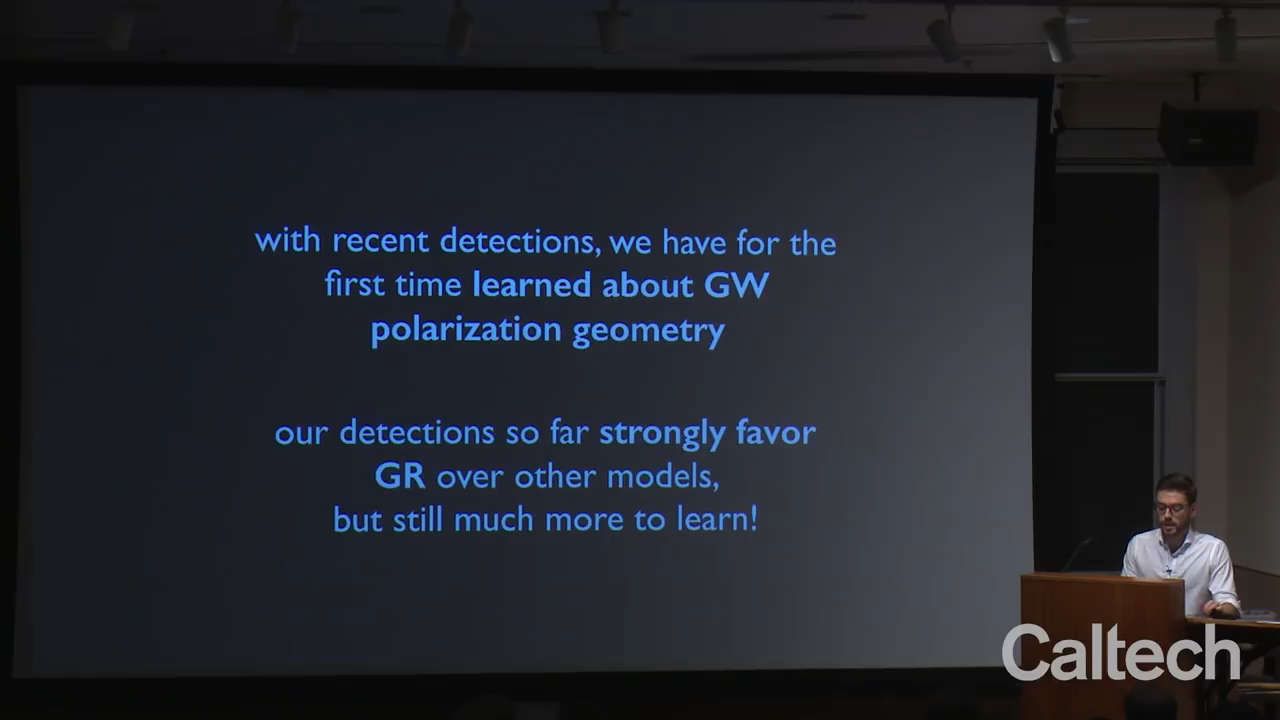 with recent detections, we have for the
first time learned about GW
polarization geometry
our detections so far strongly favor
GR over other models,
but still much more to learn!
Caltech